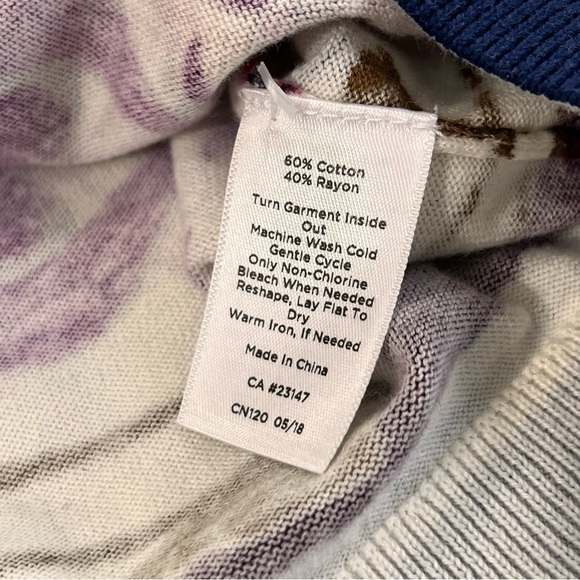 60% Cotton
40% Rayon
Turn Garment Inside
Out
Machine Wash Cold
Gentle Cycle
Only Non-Chlorine
Bleach When Needed
Reshape, Lay Flat To
Dry
Warm Iron, If Needed
Made In China
CA #23147
CN120 05/18